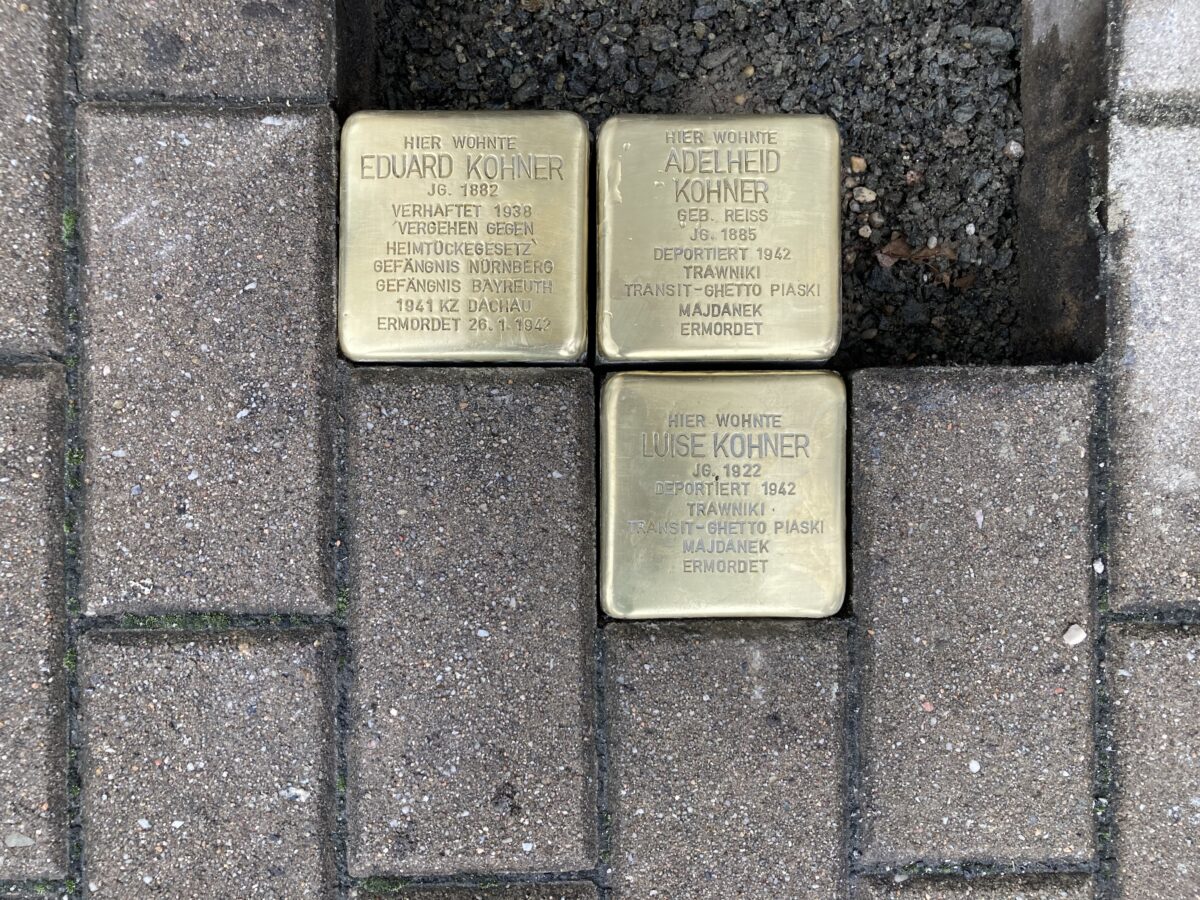 HIER WOHNTE
EDUARD KOHNER
JG. 1882
VERHAFTET 1938
'VERGEHEN GEGEN
HEIMTÜCKEGESETZ'
GEFÄNGNIS NÜRNBERG
GEFÄNGNIS BAYREUTH
1941 KZ DACHAU
ERMORDET 26.1.1942
HIER WOHNTE
ADELHEID
KOHNER
GEB. REISS
JG. 1885
DEPORTIERT 1942
TRAWNIKI
TRANSIT-GHETTO PIASKI
MAJDANEK
ERMORDET
HIER WOHNTE
LUISE KOHNER
JG. 1922
DEPORTIERT 1942
TRAWNIKI
TRANSIT-GHETTO PIASKI
MAJDANEK
ERMORDET